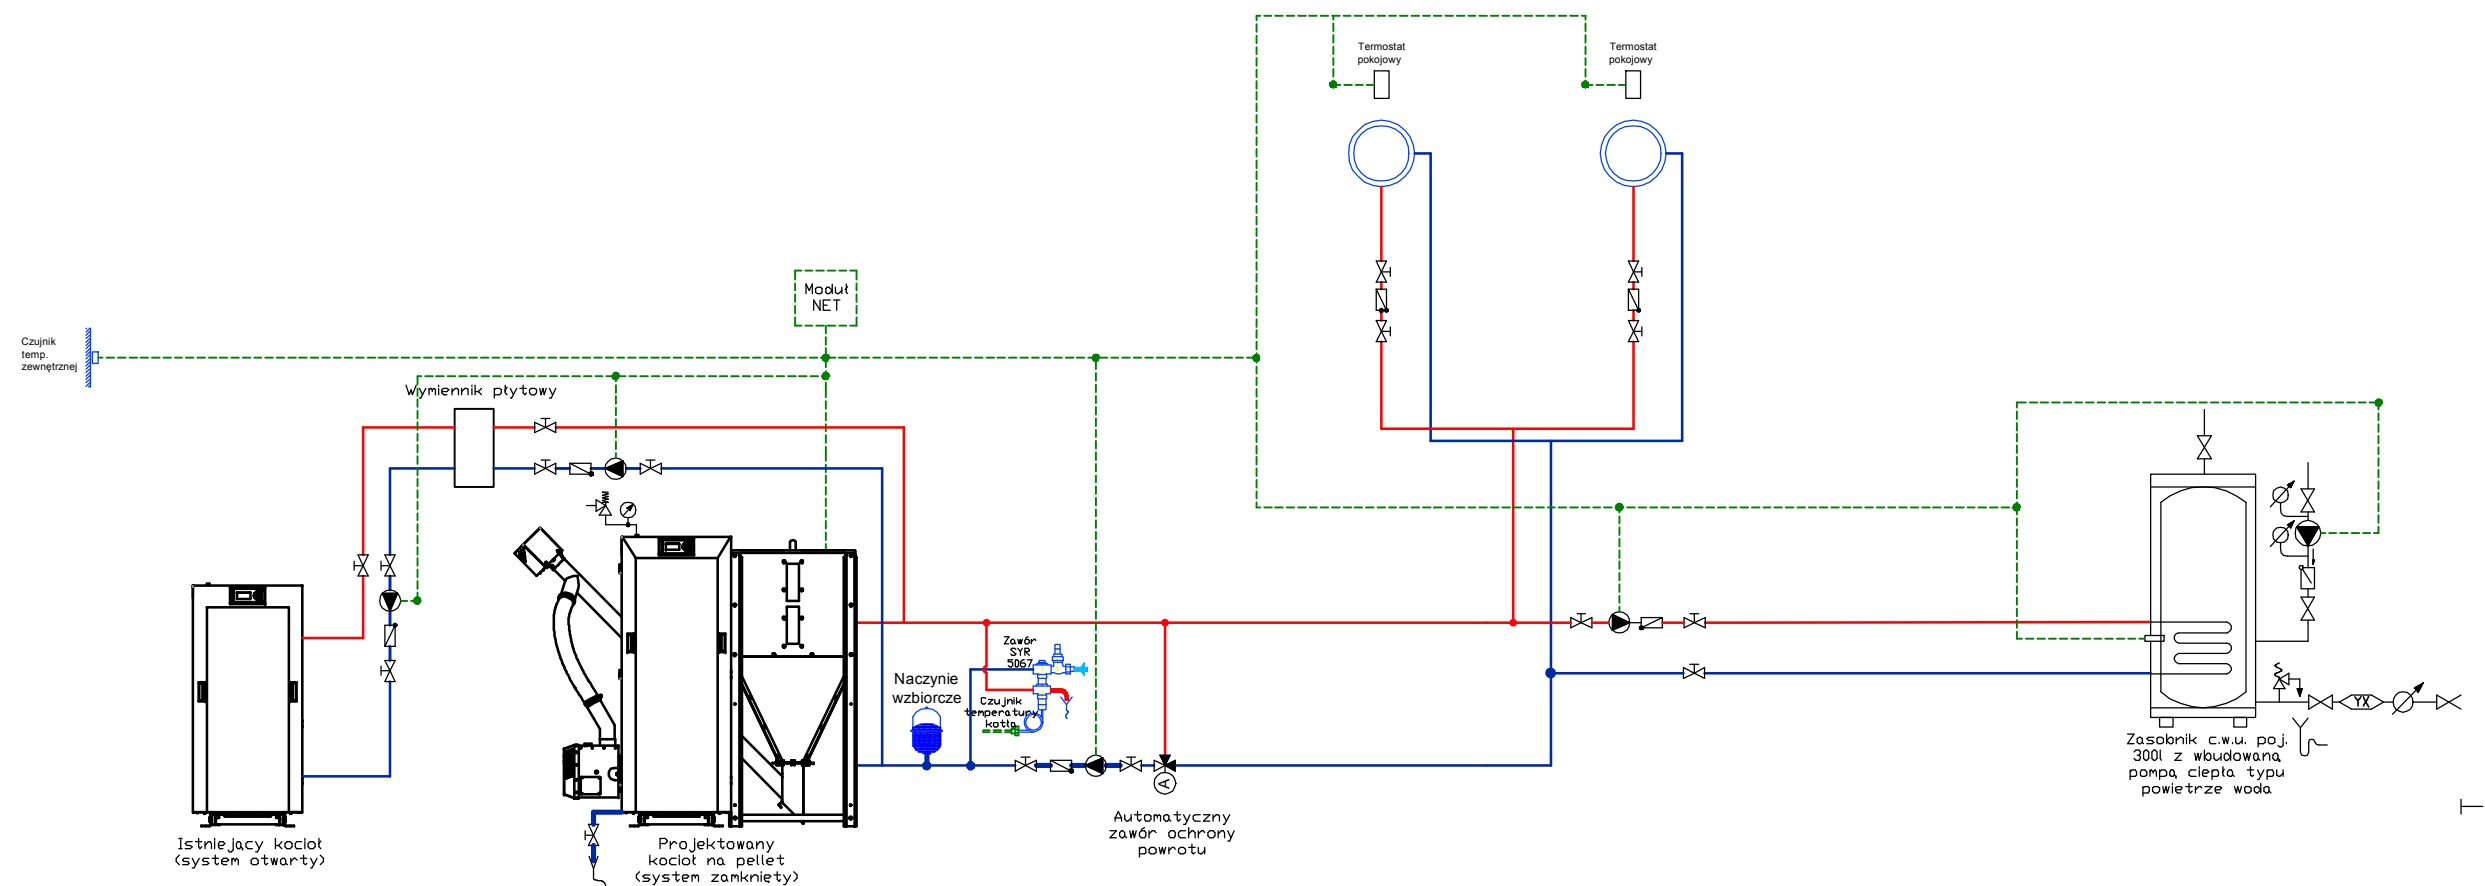 Termostat
pokojowy
Termostat
pokojowy
Moduł
NET
Czujnik
temp.
zewnętrznej
Wymiennik płytowy
Zawór
SYR
5067
Naczynie
wzbiorcze
Czujnik
temperatury
kotła
A
Automatyczny
zawór ochrony
powrotu
YX
Zasobnik c.w.u. poj.
300l z wbudowaną
pompą ciepła typu
powietrze woda
Istniejący kocioł
(system otwarty)
Projektowany
kocioł na pellet
(system zamknięty)